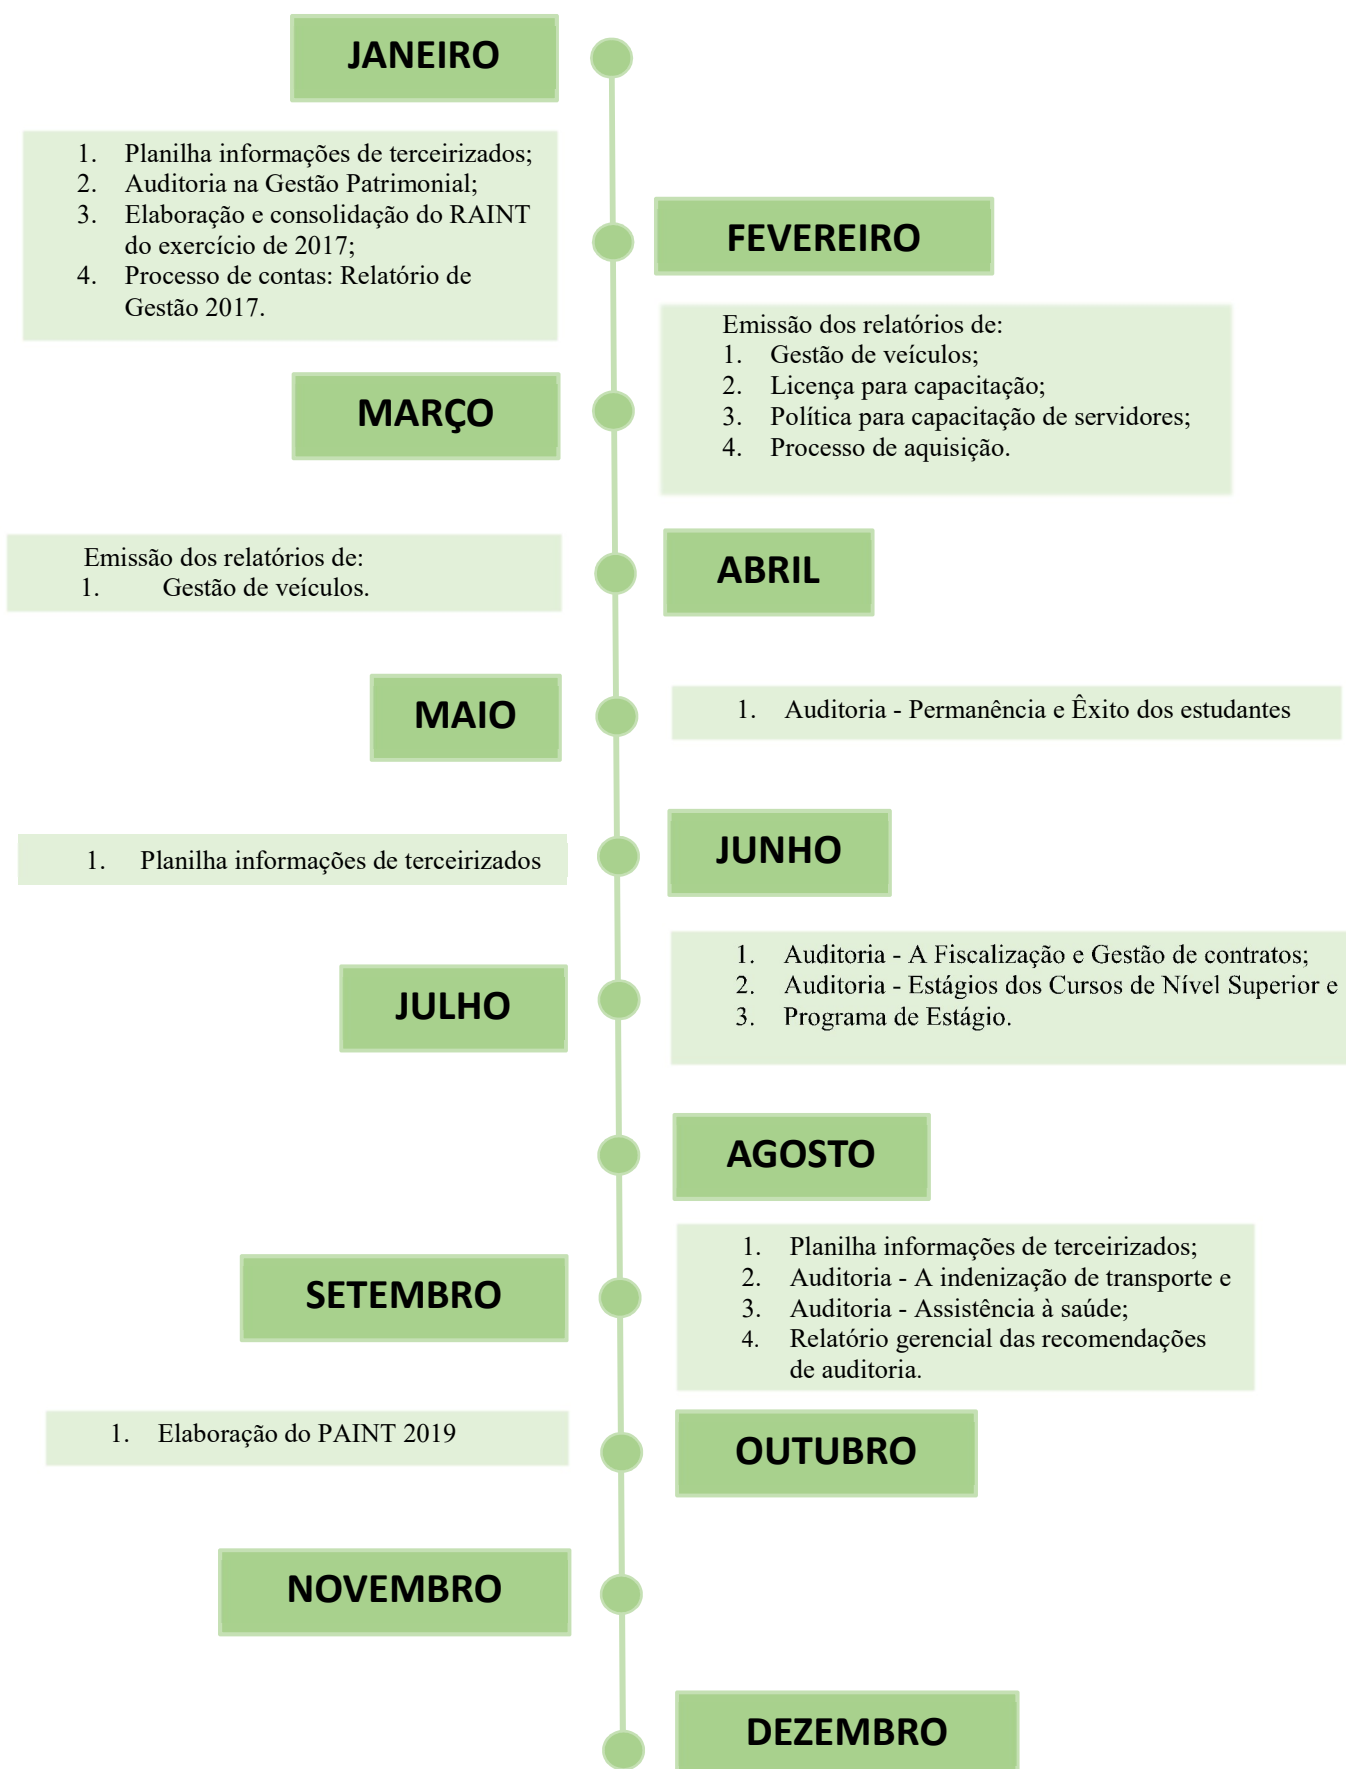 JANEIRO
1. Planilha informações de terceirizados;
2. Auditoria na Gestão Patrimonial;
3. Elaboração e consolidação do RAINT
do exercício de 2017;
4. Processo de contas: Relatório de
Gestão 2017.
FEVEREIRO
Emissão dos relatórios de:
1. Gestão de veículos;
2. Licença para capacitação;
3. Política para capacitação de servidores;
4. Processo de aquisição.
MARÇO
Emissão dos relatórios de:
1. Gestão de veículos.
ABRIL
1. Auditoria - Permanência e Êxito dos estudantes
MAIO
1. Planilha informações de terceirizados
JUNHO
1. Auditoria - A Fiscalização e Gestão de contratos;
2. Auditoria - Estágios dos Cursos de Nível Superior e
3. Programa de Estágio.
JULHO
AGOSTO
1. Planilha informações de terceirizados;
2. Auditoria - A indenização de transporte e
3. Auditoria - Assistência à saúde;
4. Relatório gerencial das recomendações
de auditoria.
SETEMBRO
1. Elaboração do PAINT 2019
OUTUBRO
NOVEMBRO
DEZEMBRO